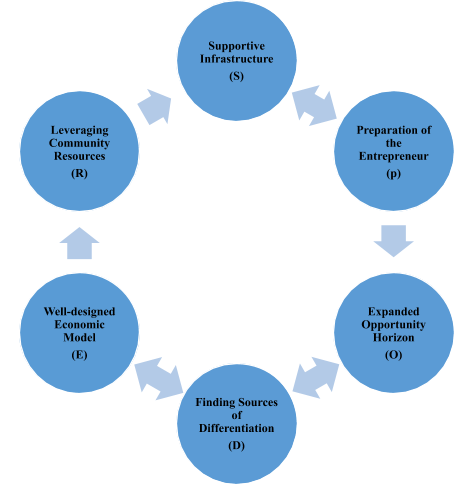 Supportive
Infrastructure
(S)
Preparation of
the
Entrepreneur
(p)
Expanded
Opportunity
Horizon
(O)
Finding Sources
of
Differentiation
(D)
Well-designed
Economic
Model
(E)
Leveraging
Community
Resources
(R)